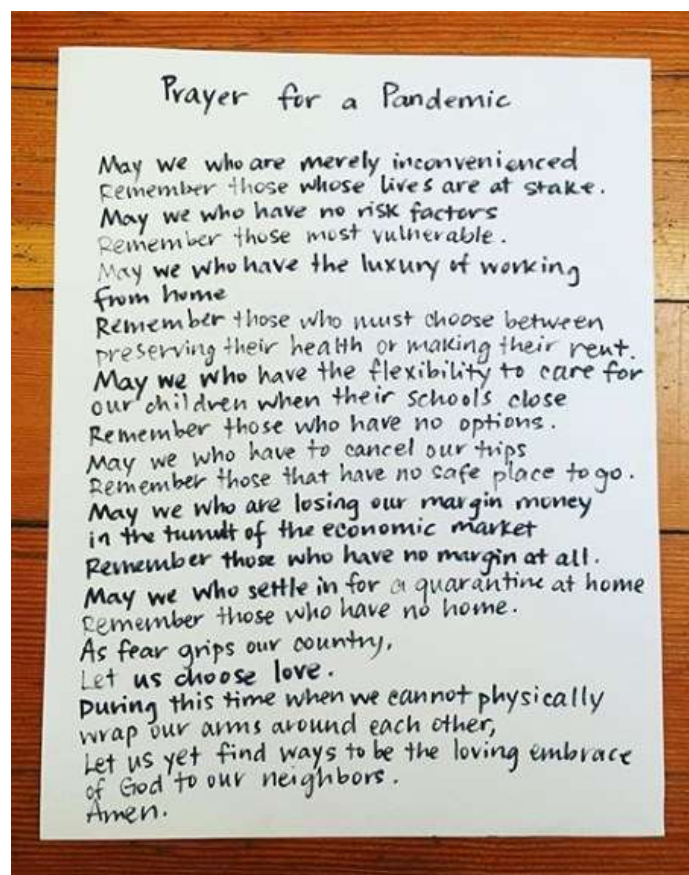 Prayer for a Pandemic
May we who are merely inconvenienced
Remember those whose lives are at stake.
May we who have no risk factors
Remember those most vulnerable.
May we who have the luxury of working
from home
Remember those who must choose between
preserving their health or making their rent.
May we who have the flexibility to care for
our children when their schools close
Remember those who have no options.
May we who have to cancel our trips
Remember those that have no safe place to go.
May we who are losing our margin money
in the tumult of the economic market
Remember those who have no margin at all.
May we who settle in for a quarantine at home
Remember those who have no home.
As fear grips our country,
Let us choose love.
During this time when we cannot physically
wrap our arms around each other,
Let us yet find ways to be the loving embrace
of God to our neighbors.
Amen.